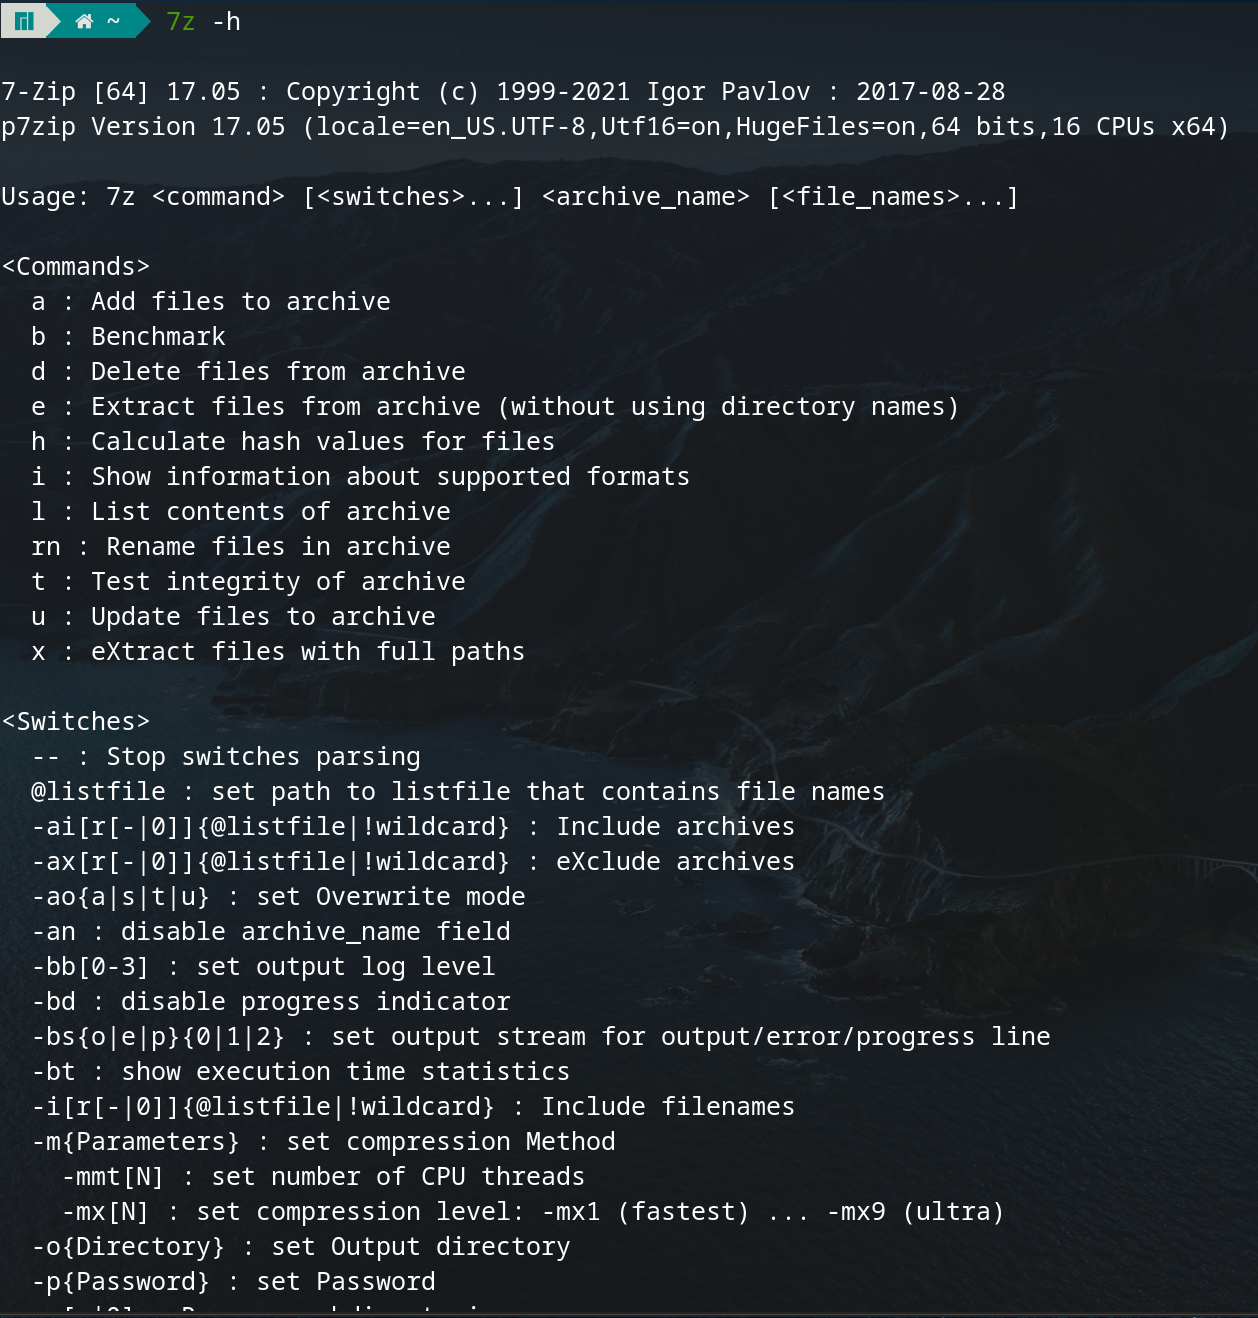 ~ 7z -h
7-Zip [64] 17.05 : Copyright (c) 1999-2021 Igor Pavlov : 2017-08-28
p7zip Version 17.05 (locale=en_US.UTF-8,Utf16=on,HugeFiles=on,64 bits,16 CPUs x64)
Usage: 7z <command> [<switches>...] <archive_name> [<file_names>...]
<Commands>
a : Add files to archive
b : Benchmark
d : Delete files from archive
e : Extract files from archive (without using directory names)
h : Calculate hash values for files
i : Show information about supported formats
l : List contents of archive
rn : Rename files in archive
t : Test integrity of archive
u : Update files to archive
x : eXtract files with full paths
<Switches>
-- : Stop switches parsing
@listfile : set path to listfile that contains file names
-ai[r[-|0]]{@listfile|!wildcard} : Include archives
-ax[r[-|0]]{@listfile|!wildcard} : eXclude archives
-ao{a|s|t|u} : set Overwrite mode
-an : disable archive_name field
-bb[0-3] : set output log level
-bd : disable progress indicator
-bs{o|e|p}{0|1|2} : set output stream for output/error/progress line
-bt : show execution time statistics
-i[r[-|0]]{@listfile|!wildcard} : Include filenames
-m{Parameters} : set compression Method
-mmt[N] : set number of CPU threads
-mx[N] : set compression level: -mx1 (fastest) ... -mx9 (ultra)
-o{Directory} : set Output directory
-p{Password} : set Password